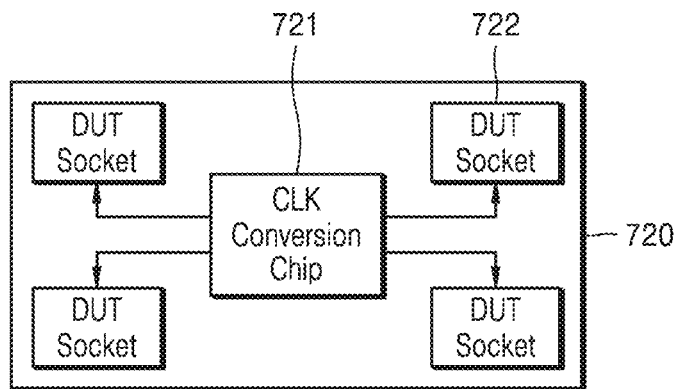 721
722
DUT
Socket
DUT
Socket
CLK
Conversion
Chip
720
DUT
Socket
DUT
Socket